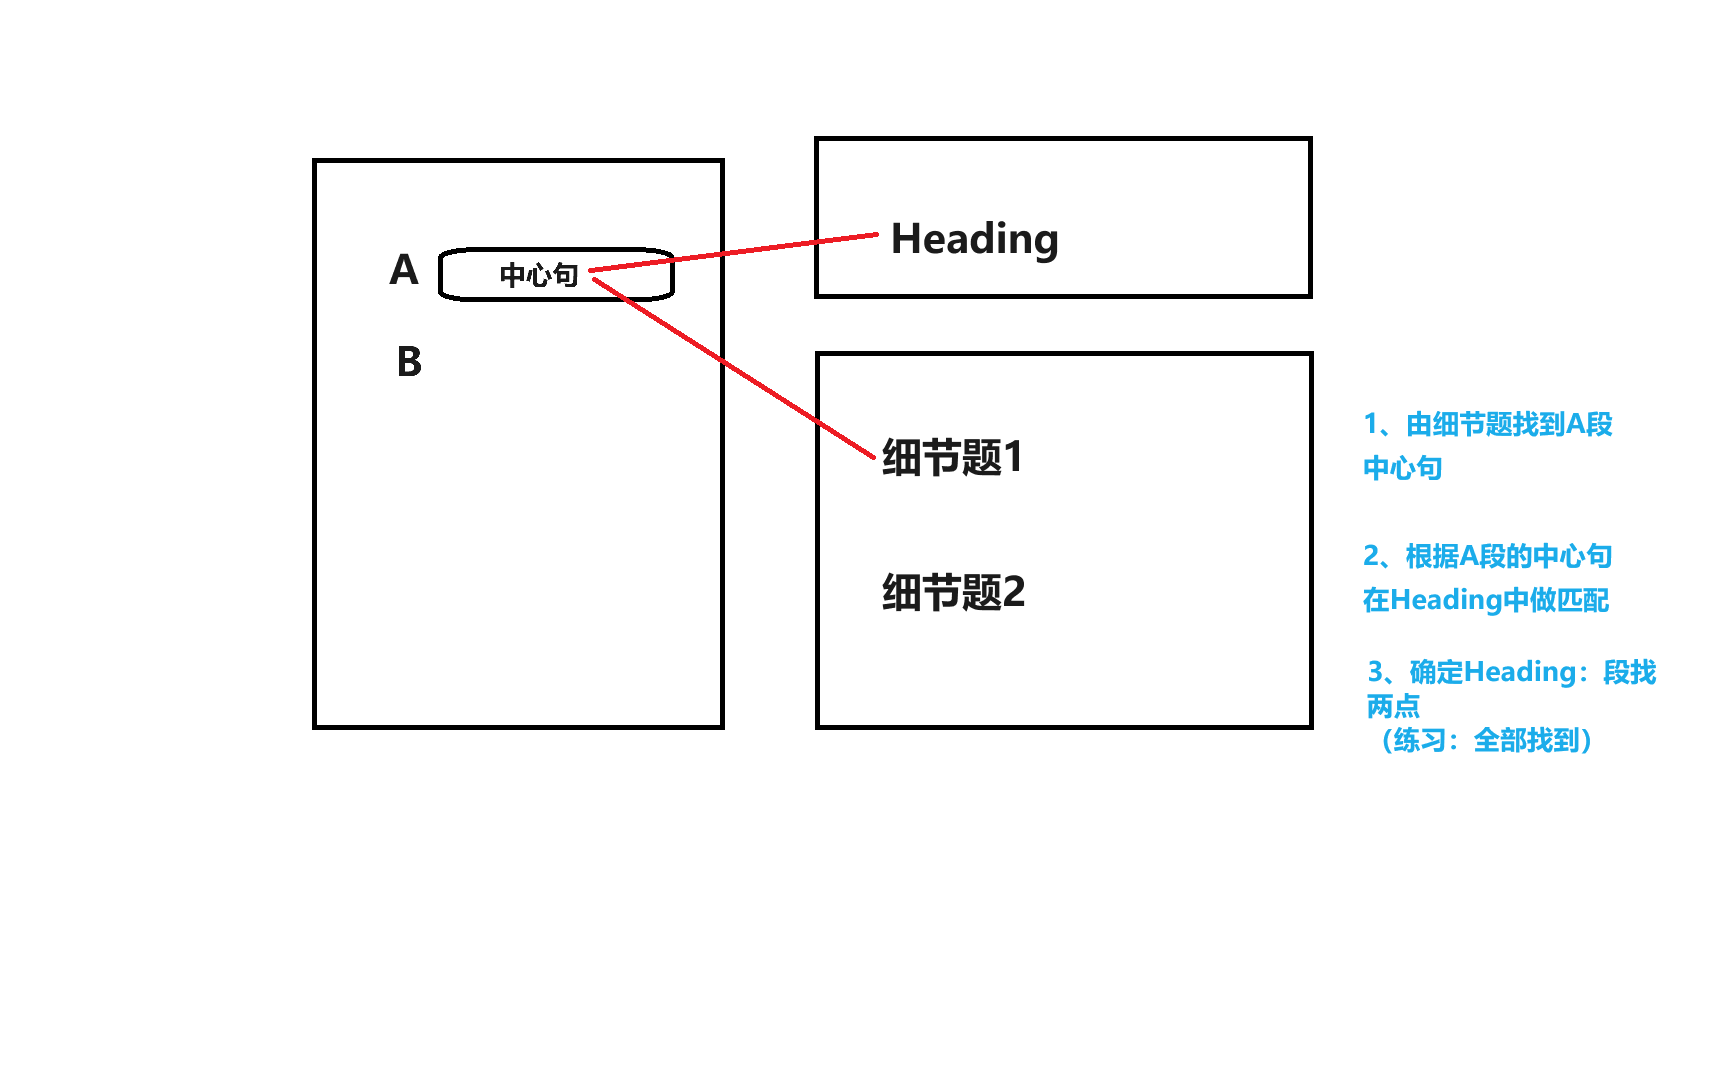 A
中心句
B
Heading
细节题1
细节题2
1、由细节题找到A段
中心句
2、根据A段的中心句
在Heading中做匹配
3、确定Heading：段找
两点
（练习：全部找到）